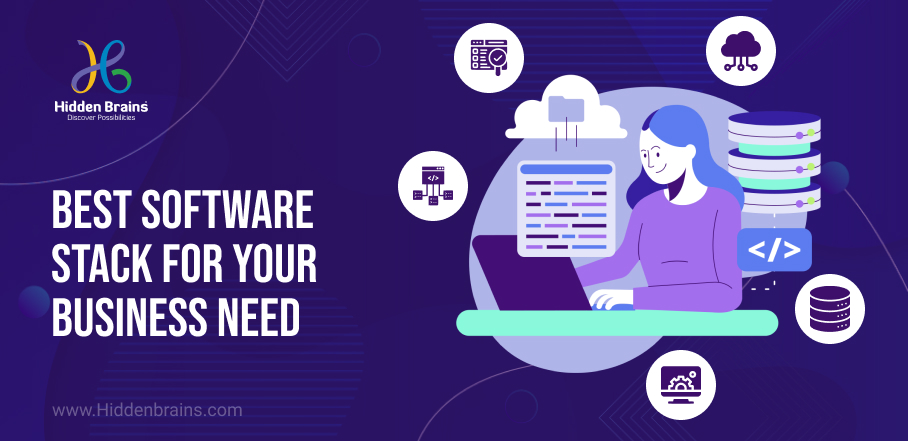 Hidden Brains
Discover Possibilities
BEST SOFTWARE
STACK FOR YOUR
BUSINESS NEED
www.Hiddenbrains.com
</>
</>